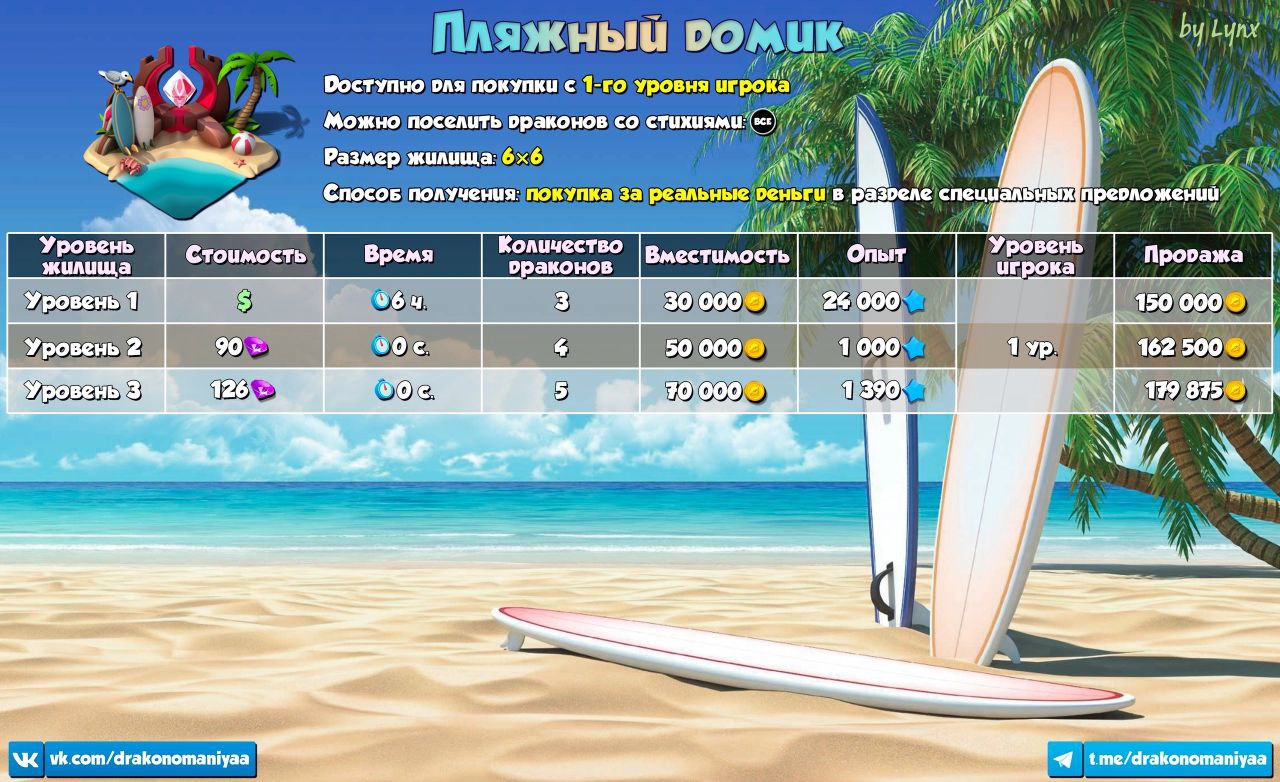 Пляжный домик
by Lynx
Доступно для покупки с 1-го уровня игрока
Можно поселить драконов со стихиями: ВСЕ
Размер жилища: 6×6
Способ получения: покупка за реальные деньги в разделе специальных предложений
Уровень жилища Стоимость Время Количество драконов Вместимость Опыт Уровень игрока Продажа
Уровень 1 $ 6 ч. 3 30 000 24 000 150 000
Уровень 2 90 0 с. 4 50 000 1 000 1 ур. 162 500
Уровень 3 126 0 с. 5 70 000 1 390 179 875
vk.com/drakonomaniyaa
t.me/drakonomaniyaa